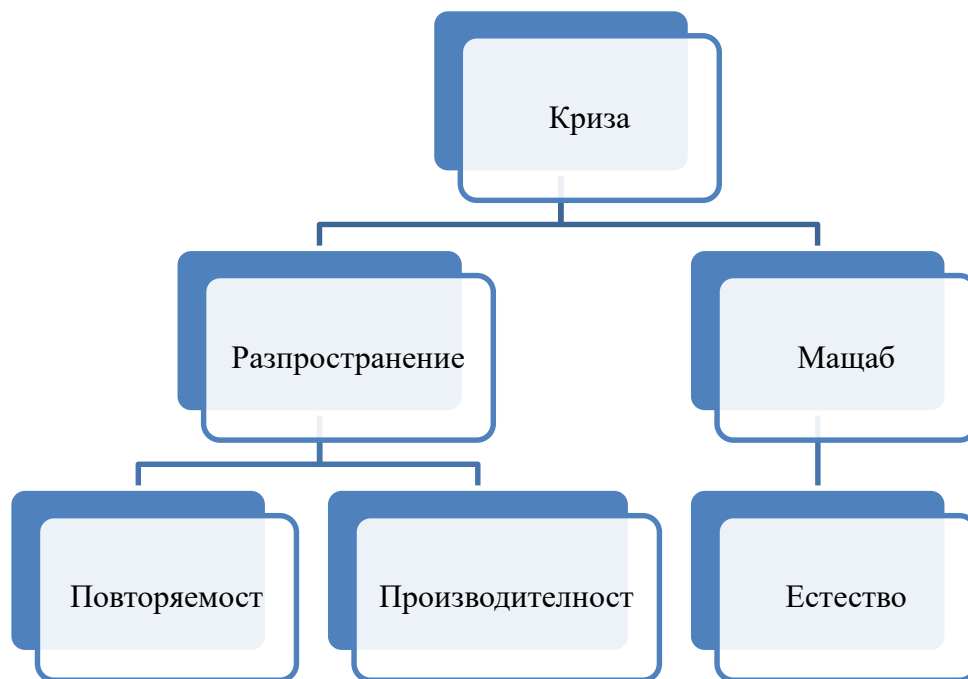 Криза
Разпространение
Мащаб
Повторяемост
Производителност
Естество